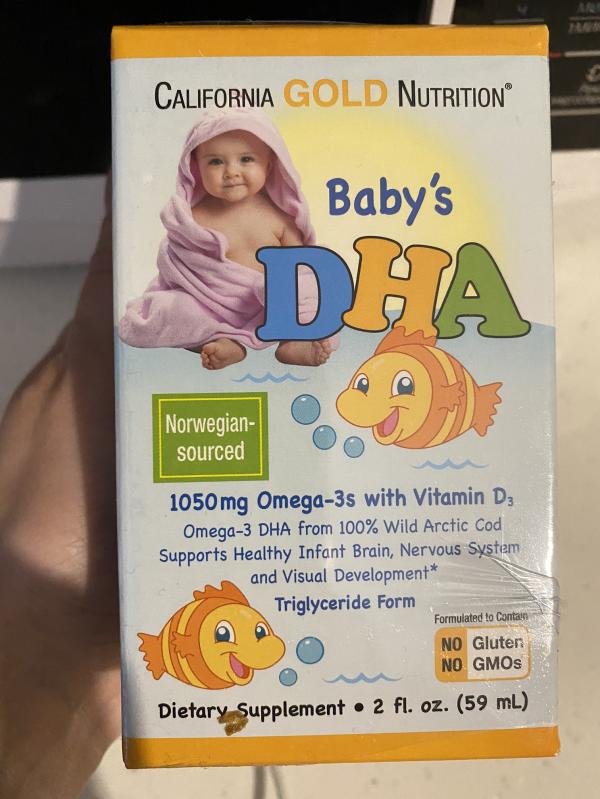 CALIFORNIA GOLD NUTRITION®
Baby's
DHA
Norwegian-
sourced
1050mg Omega-3s with Vitamin D₃
Omega-3 DHA from 100% Wild Arctic Cod
Supports Healthy Infant Brain, Nervous System
and Visual Development*
Triglyceride Form
Formulated to Contain
NO Gluten
NO GMOs
Dietary Supplement • 2 fl. oz. (59 mL)